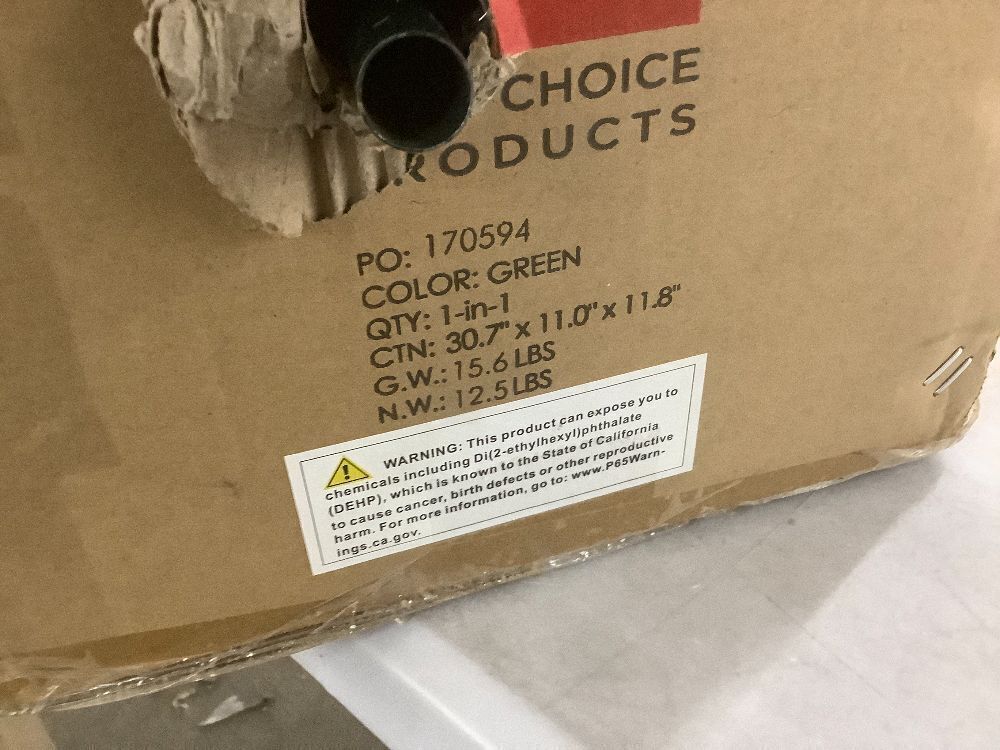 CHOICE
RODUCTS
PO: 170594
COLOR: GREEN
QTY: 1-in-1
CTN: 30.7" x 11.0" x 11.8"
G.W.: 15.6 LBS
N.W.: 12.5 LBS
WARNING: This product can expose you to
chemicals including Di(2-ethylhexyl)phthalate
(DEHP), which is known to the State of California
to cause cancer, birth defects or other reproductive
harm. For more information, go to: www.P65Warn-
ings.ca.gov.